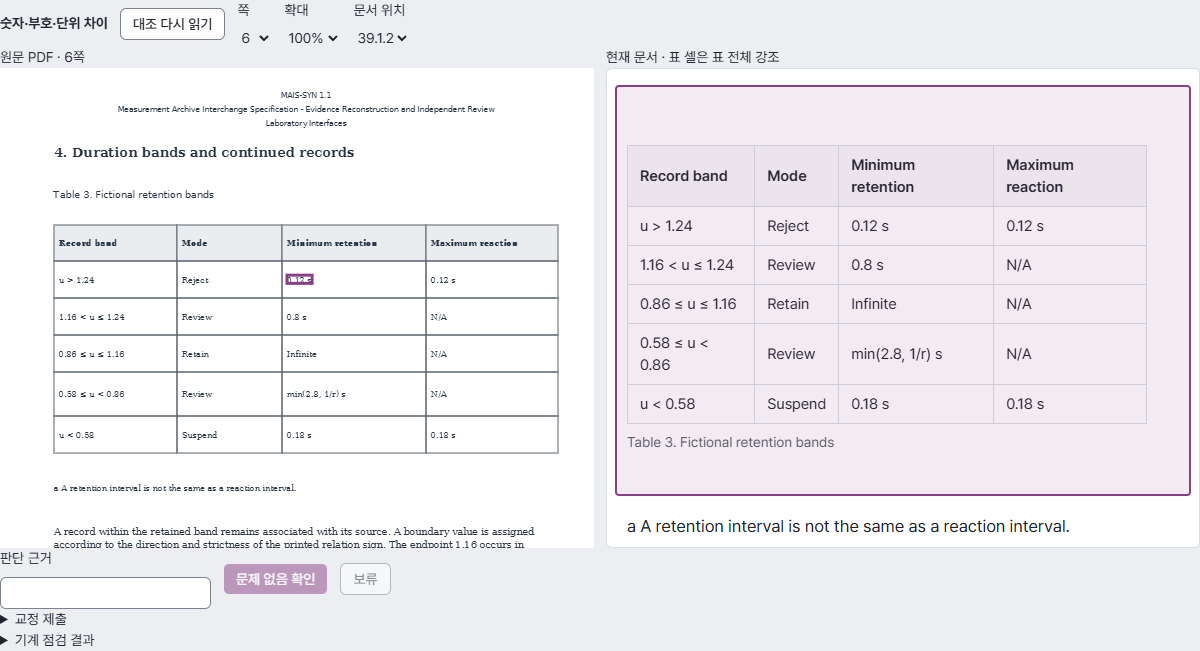 숫자·부호·단위 차이
대조 다시 읽기
쪽
6
확대
100%
문서 위치
39.1.2
원문 PDF · 6쪽
MAIS-SYN 1.1
Measurement Archive Interchange Specification - Evidence Reconstruction and Independent Review
Laboratory Interfaces
4. Duration bands and continued records
Table 3. Fictional retention bands
Record band Mode Minimum retention Maximum reaction
u > 1.24 Reject 0.12 s 0.12 s
1.16 < u ≤ 1.24 Review 0.8 s N/A
0.86 ≤ u ≤ 1.16 Retain Infinite N/A
0.58 ≤ u < 0.86 Review min(2.8, 1/r) s N/A
u < 0.58 Suspend 0.18 s 0.18 s
a A retention interval is not the same as a reaction interval.
A record within the retained band remains associated with its source. A boundary value is assigned
according to the direction and strictness of the printed relation sign. The endpoint 1.16 occurs in
현재 문서 · 표 셀은 표 전체 강조
Record band Mode Minimum retention Maximum reaction
u > 1.24 Reject 0.12 s 0.12 s
1.16 < u ≤ 1.24 Review 0.8 s N/A
0.86 ≤ u ≤ 1.16 Retain Infinite N/A
0.58 ≤ u < 0.86 Review min(2.8, 1/r) s N/A
u < 0.58 Suspend 0.18 s 0.18 s
Table 3. Fictional retention bands
a A retention interval is not the same as a reaction interval.
판단 근거
문제 없음 확인
보류
교정 제출
기계 점검 결과